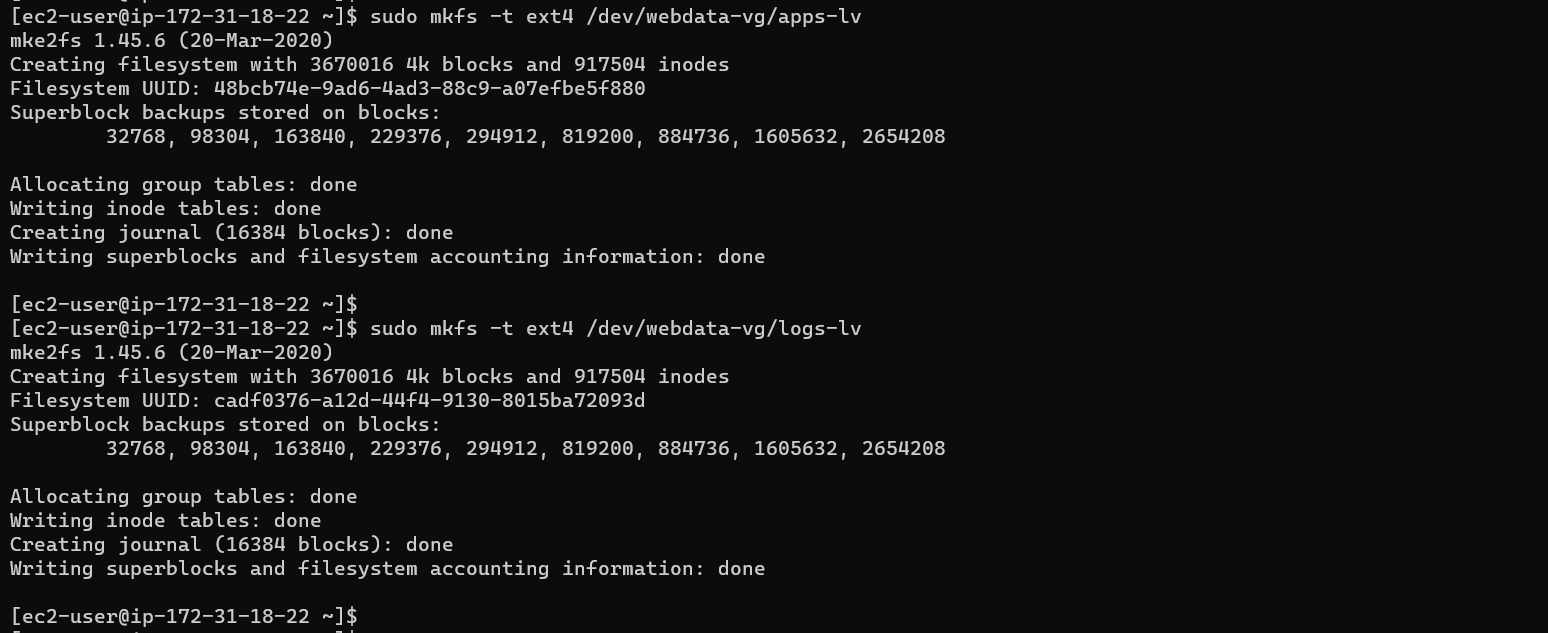 [ec2-user@ip-172-31-18-22 ~]$ sudo mkfs -t ext4 /dev/webdata-vg/apps-lv
mke2fs 1.45.6 (20-Mar-2020)
Creating filesystem with 3670016 4k blocks and 917504 inodes
Filesystem UUID: 48bcb74e-9ad6-4ad3-88c9-a07efbe5f880
Superblock backups stored on blocks:
        32768, 98304, 163840, 229376, 294912, 819200, 884736, 1605632, 2654208
Allocating group tables: done
Writing inode tables: done
Creating journal (16384 blocks): done
Writing superblocks and filesystem accounting information: done
[ec2-user@ip-172-31-18-22 ~]$
[ec2-user@ip-172-31-18-22 ~]$ sudo mkfs -t ext4 /dev/webdata-vg/logs-lv
mke2fs 1.45.6 (20-Mar-2020)
Creating filesystem with 3670016 4k blocks and 917504 inodes
Filesystem UUID: cadf0376-a12d-44f4-9130-8015ba72093d
Superblock backups stored on blocks:
        32768, 98304, 163840, 229376, 294912, 819200, 884736, 1605632, 2654208
Allocating group tables: done
Writing inode tables: done
Creating journal (16384 blocks): done
Writing superblocks and filesystem accounting information: done
[ec2-user@ip-172-31-18-22 ~]$